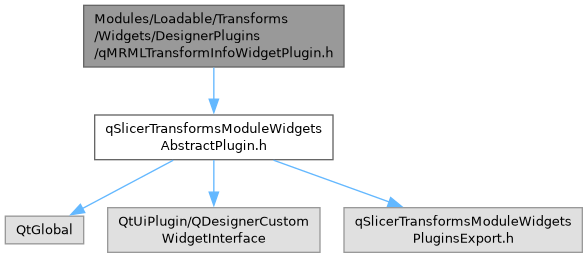 Modules/Loadable/Transforms
/Widgets/DesignerPlugins
/qMRMLTransformInfoWidgetPlugin.h
qSlicerTransformsModuleWidgets
AbstractPlugin.h
QtGlobal
QtUiPlugin/QDesignerCustom
WidgetInterface
qSlicerTransformsModuleWidgets
PluginsExport.h